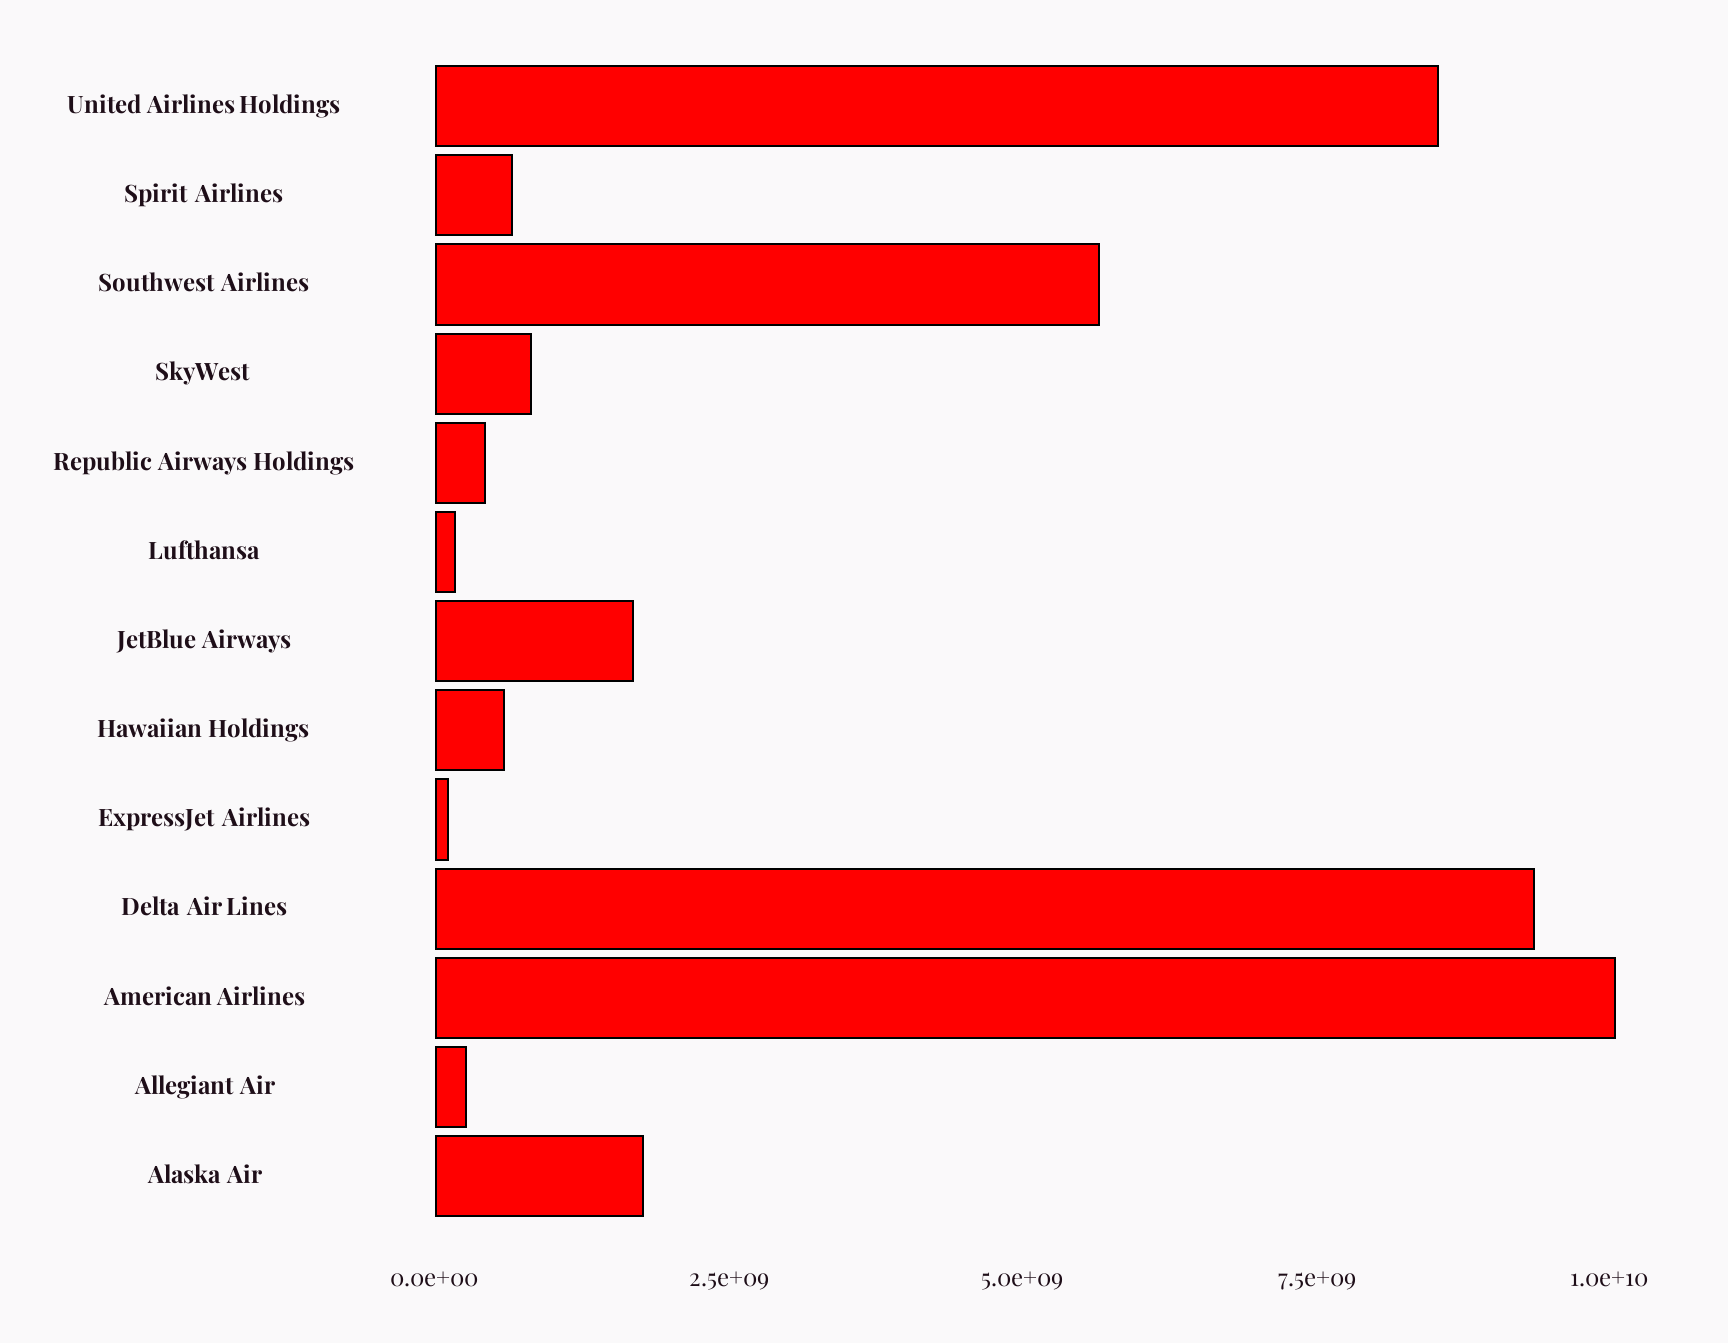 United Airlines Holdings
Spirit Airlines
Southwest Airlines
SkyWest
Republic Airways Holdings
Lufthansa
JetBlue Airways
Hawaiian Holdings
ExpressJet Airlines
Delta Air Lines
American Airlines
Allegiant Air
Alaska Air
0.0e+00 2.5e+09 5.0e+09 7.5e+09 1.0e+10